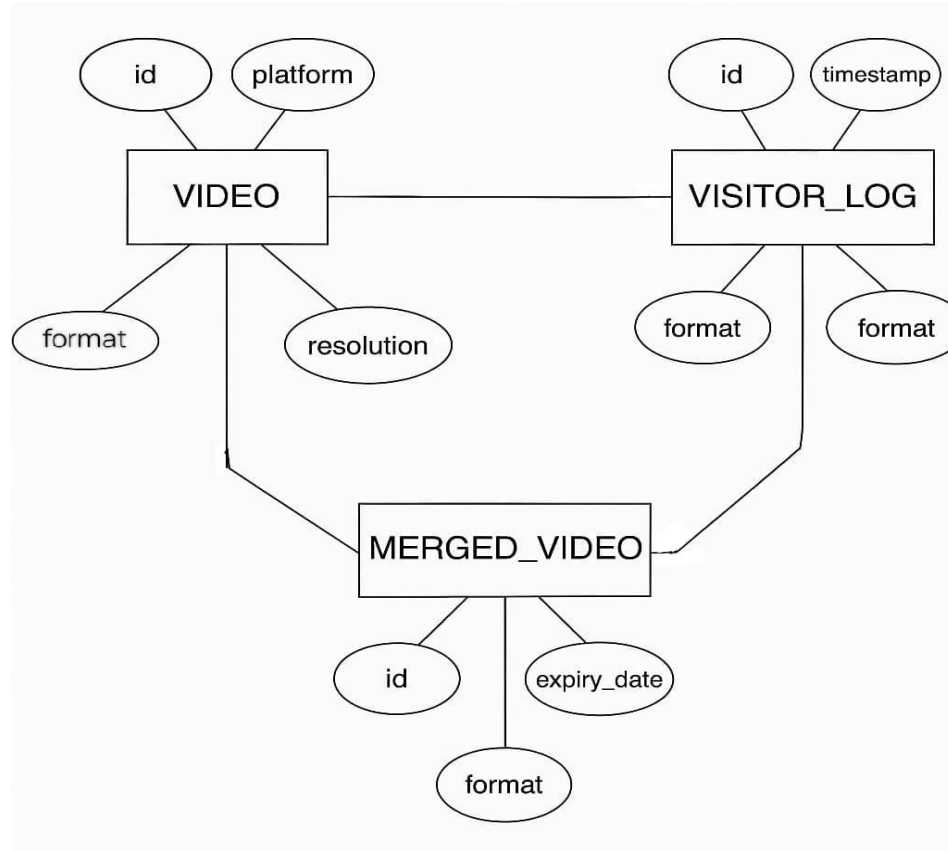 id
platform
id
timestamp
VIDEO
VISITOR_LOG
format
resolution
format
format
MERGED_VIDEO
id
expiry_date
format